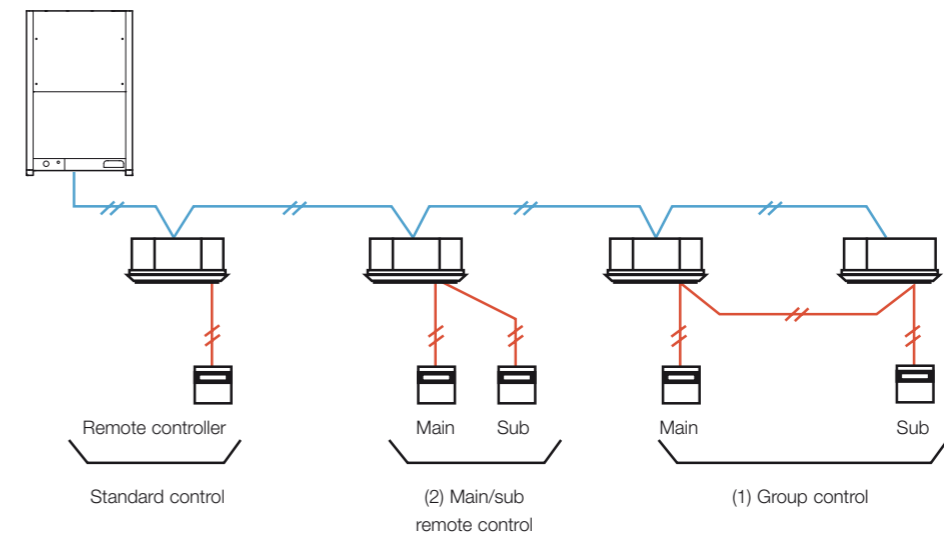 Remote controller
Main
Sub
Main
Sub
Standard control
(2) Main/sub
remote control
(1) Group control